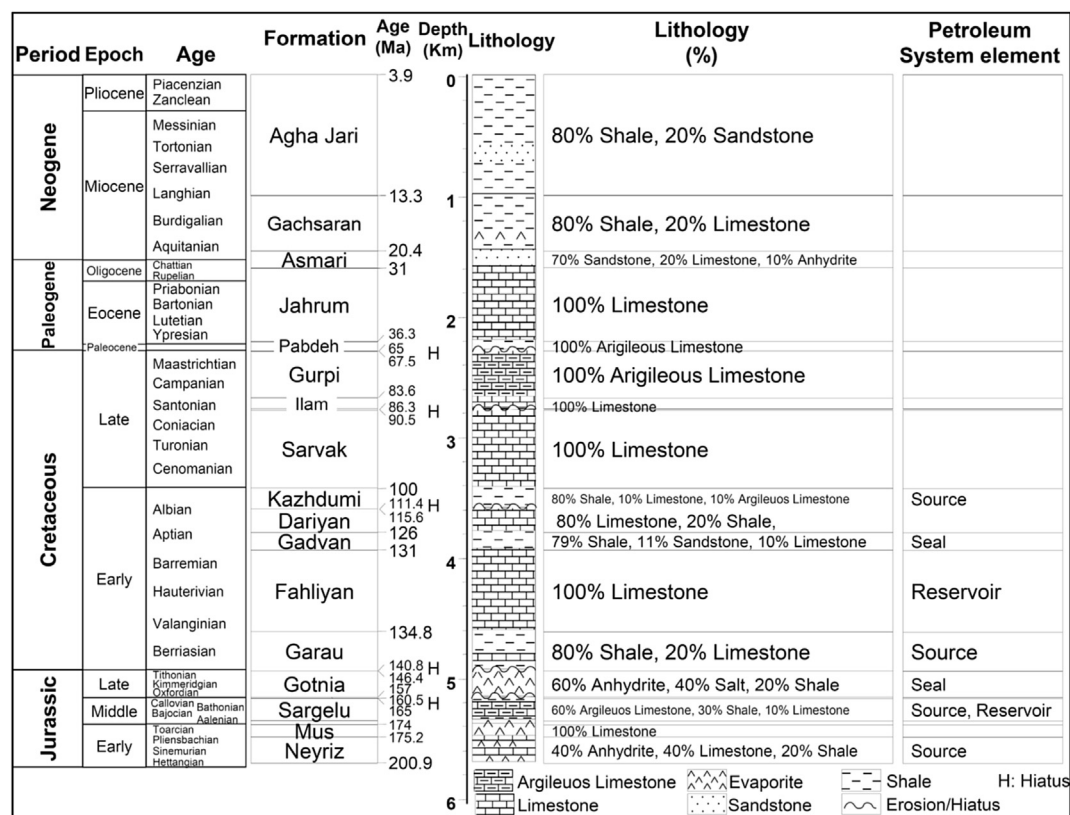 Period Epoch Age Formation Age (Ma) Depth (Km) Lithology Lithology (%) Petroleum System element
Neogene
Pliocene
Piacenzian
Zanclean
Miocene
Messinian
Tortonian
Serravallian
Langhian
Burdigalian
Aquitanian
Paleogene
Oligocene
Chattian
Rupelian
Eocene
Priabonian
Bartonian
Lutetian
Ypresian
Paleocene
Cretaceous
Late
Maastrichtian
Campanian
Santonian
Coniacian
Turonian
Cenomanian
Early
Albian
Aptian
Barremian
Hauterivian
Valanginian
Berriasian
Jurassic
Late
Tithonian
Kimmeridgian
Oxfordian
Middle
Callovian
Bathonian
Bajocian
Aalenian
Early
Toarcian
Pliensbachian
Sinemurian
Hettangian
Agha Jari
Gachsaran
Asmari
Jahrum
Pabdeh
Gurpi
Ilam
Sarvak
Kazhdumi
Dariyan
Gadvan
Fahliyan
Garau
Gotnia
Sargelu
Mus
Neyriz
3.9
13.3
20.4
31
36.3
65 H
67.5
83.6
86.3 H
90.5
100
111.4 H
115.6
126
131
134.8
140.8 H
146.4
157
160.5 H
165
174
175.2
200.9
0
1
2
3
4
5
6
80% Shale, 20% Sandstone
80% Shale, 20% Limestone
70% Sandstone, 20% Limestone, 10% Anhydrite
100% Limestone
100% Arigileous Limestone
100% Arigileous Limestone
100% Limestone
100% Limestone
80% Shale, 10% Limestone, 10% Argileuos Limestone Source
80% Limestone, 20% Shale,
79% Shale, 11% Sandstone, 10% Limestone Seal
100% Limestone Reservoir
80% Shale, 20% Limestone Source
60% Anhydrite, 40% Salt, 20% Shale Seal
60% Argileuos Limestone, 30% Shale, 10% Limestone Source, Reservoir
100% Limestone
40% Anhydrite, 40% Limestone, 20% Shale Source
Argileuos Limestone Evaporite Shale H: Hiatus
Limestone Sandstone Erosion/Hiatus